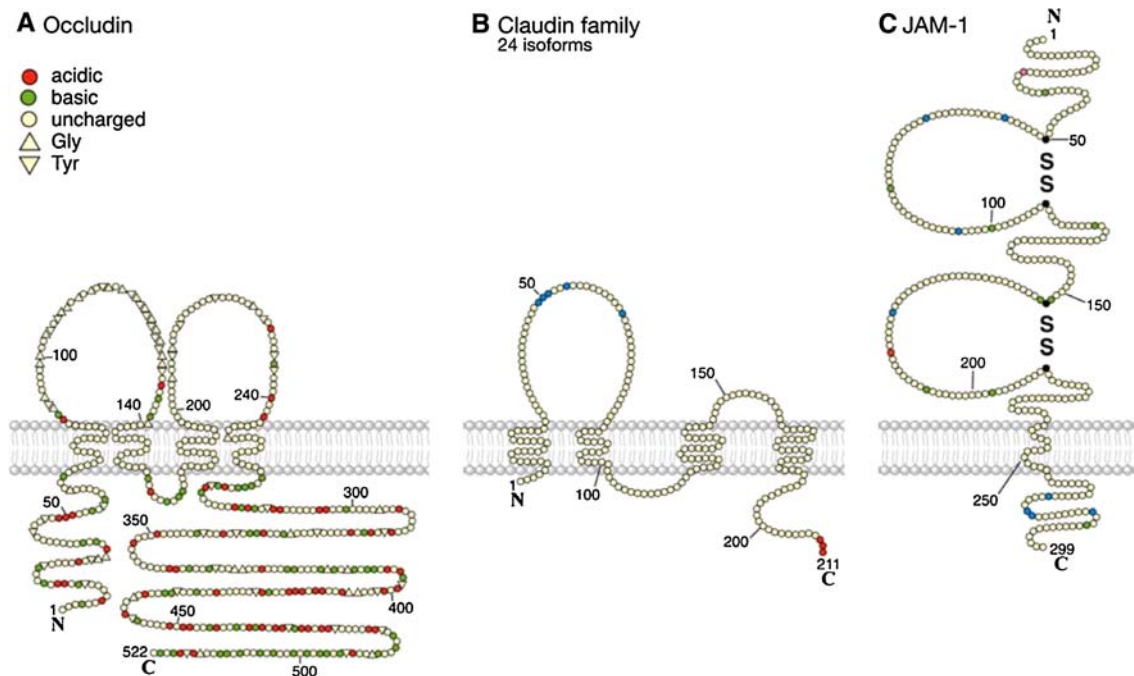 A Occludin
acidic
basic
uncharged
Gly
Tyr
100
140
200
240
50
300
350
1
N
400
450
522
C
500
B Claudin family
24 isoforms
50
150
1
N
100
200
211
C
C JAM-1
N
1
50
S
S
100
150
S
S
200
250
299
C